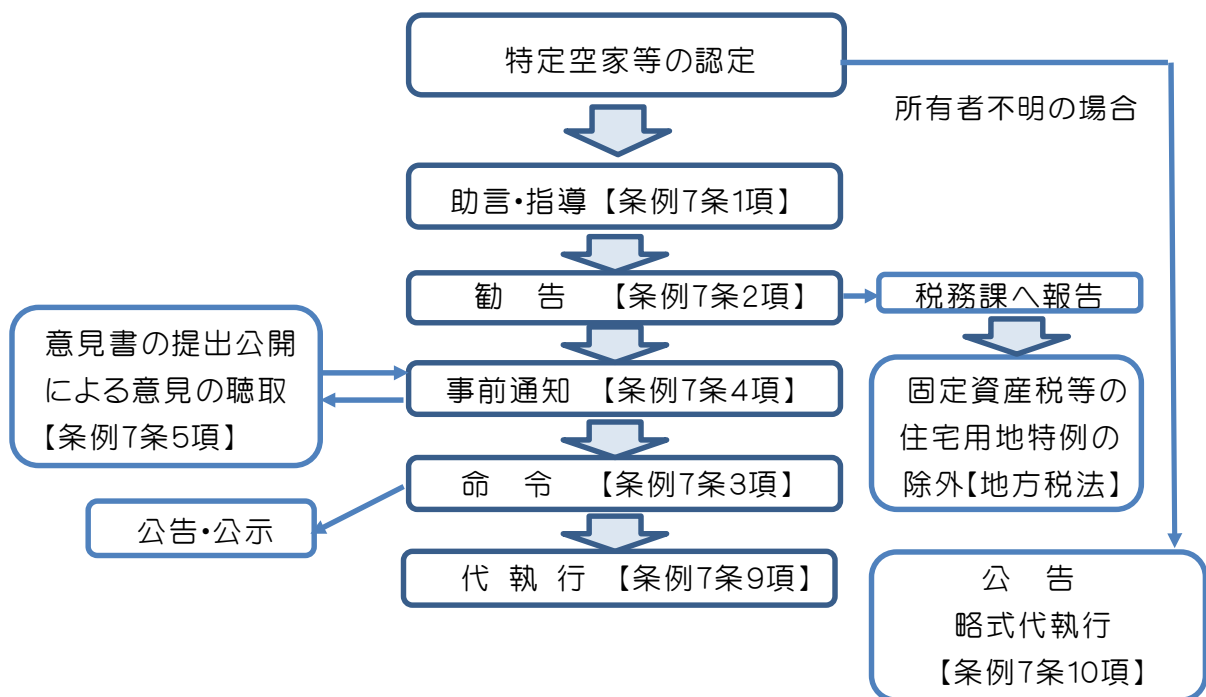 特定空家等の認定
所有者不明の場合
助言・指導【条例7条1項】
勧　告　【条例7条2項】
税務課へ報告
意見書の提出公開
による意見の聴取
【条例7条5項】
事前通知【条例7条4項】
固定資産税等の
住宅用地特例の
除外【地方税法】
命　令　【条例7条3項】
公告・公示
代 執 行 【条例7条9項】
公　告
略式代執行
【条例7条10項】